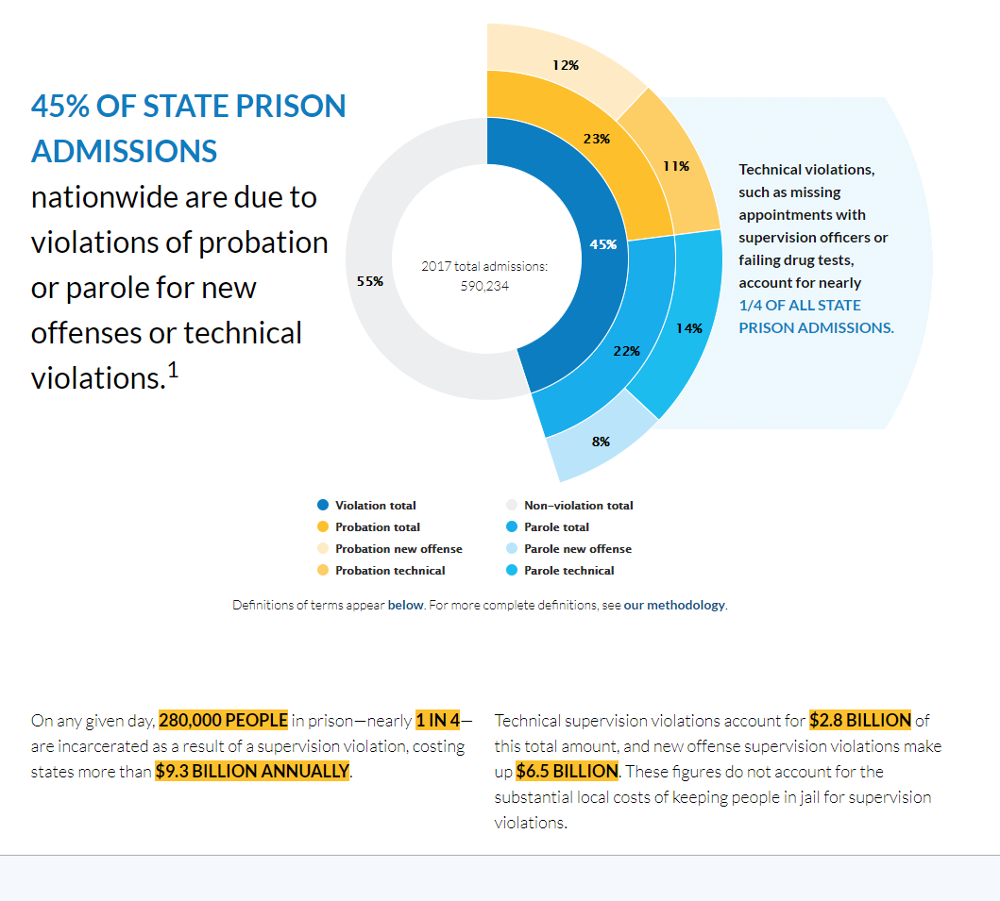 45% OF STATE PRISON
ADMISSIONS
nationwide are due to
violations of probation
or parole for new
offenses or technical
violations.1
12%
23%
11%
45%
55%
2017 total admissions:
590,234
14%
22%
8%
Technical violations,
such as missing
appointments with
supervision officers or
failing drug tests,
account for nearly
1/4 OF ALL STATE
PRISON ADMISSIONS.
Violation total
Non-violation total
Probation total
Parole total
Probation new offense
Parole new offense
Probation technical
Parole technical
Definitions of terms appear below. For more complete definitions, see our methodology.
On any given day, 280,000 PEOPLE in prison—nearly 1 IN 4—
are incarcerated as a result of a supervision violation, costing
states more than $9.3 BILLION ANNUALLY.
Technical supervision violations account for $2.8 BILLION of
this total amount, and new offense supervision violations make
up $6.5 BILLION. These figures do not account for the
substantial local costs of keeping people in jail for supervision
violations.